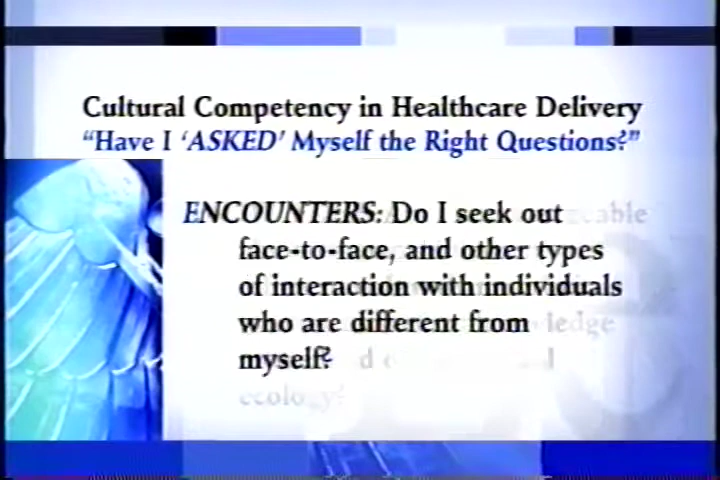 Cultural Competency in Healthcare Delivery
“Have I ‘ASKED’ Myself the Right Questions?”
ENCOUNTERS: Do I seek out
face-to-face, and other types
of interaction with individuals
who are different from
myself?
ecology?